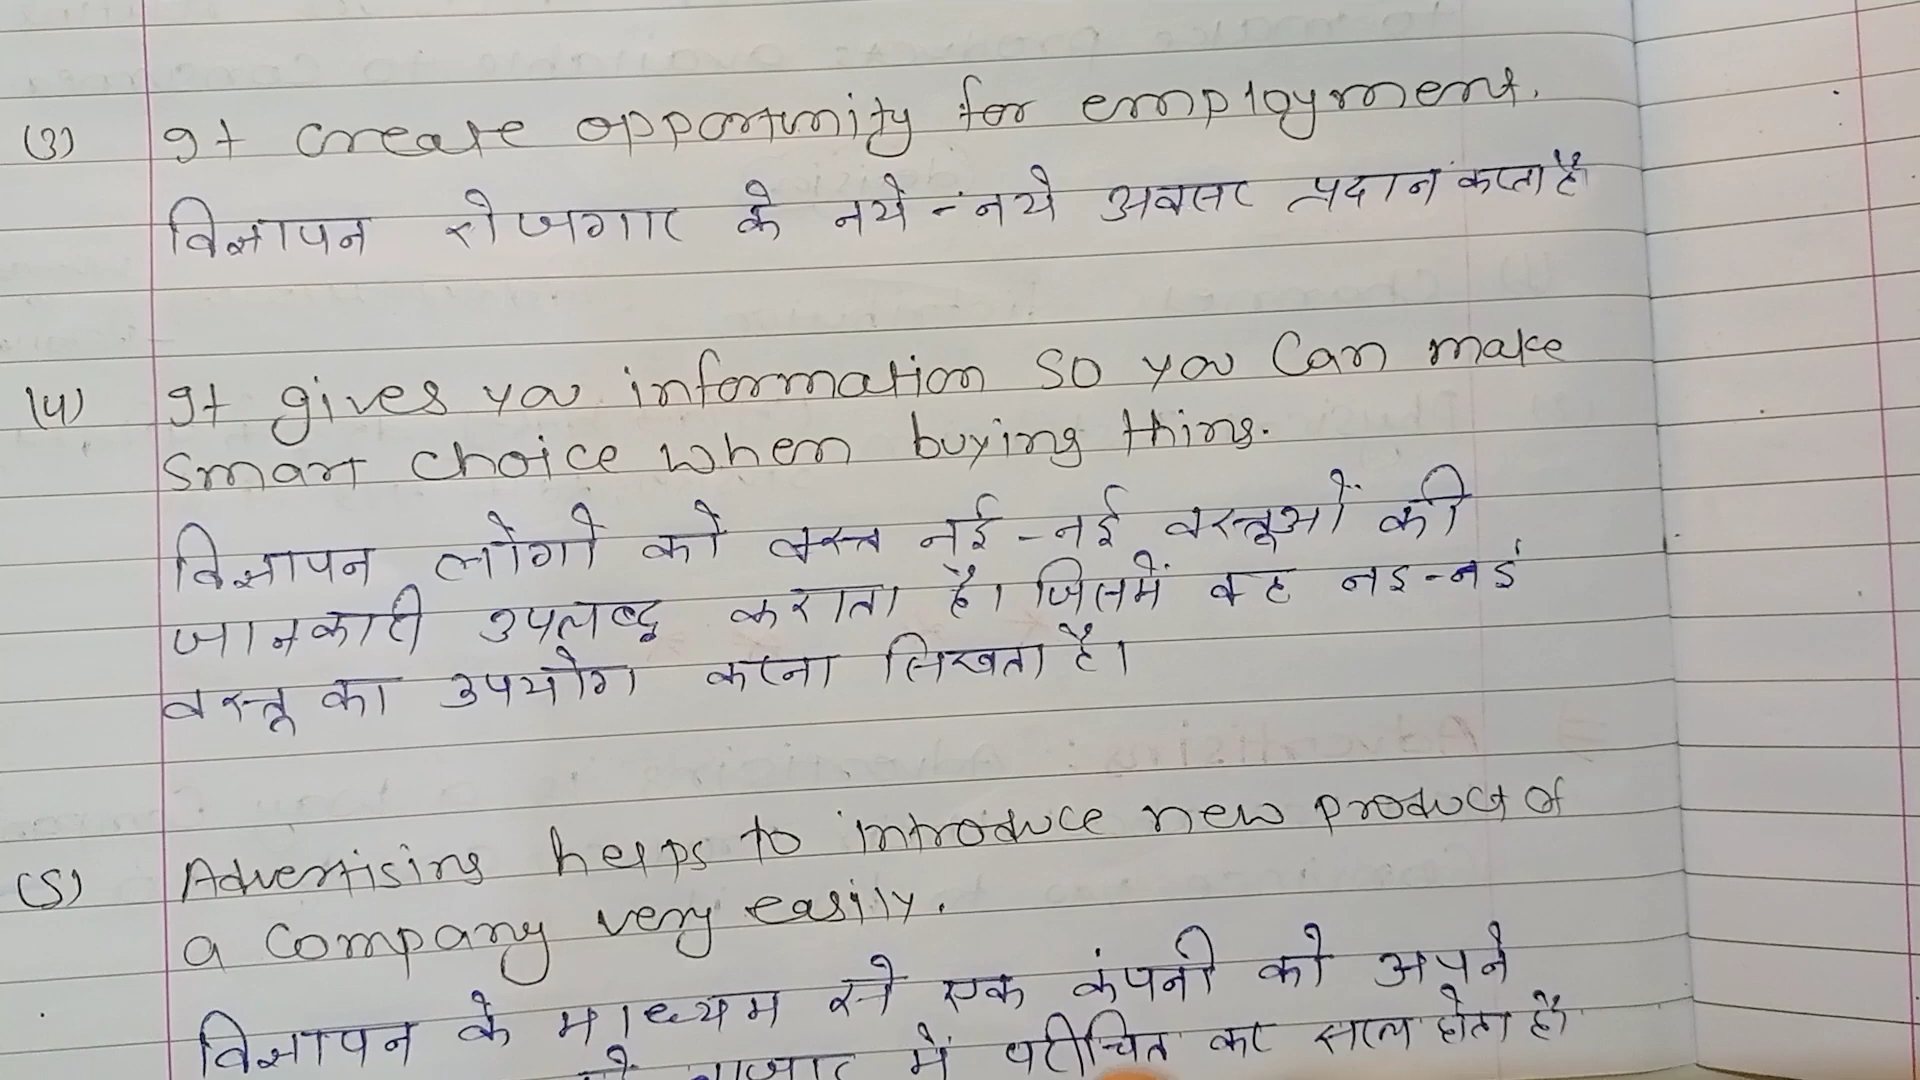 (3) It create opportunity for employment.
विज्ञापन रोजगार के नये-नये अवसर प्रदान करता है
(4) It gives you information so you can make
smart choice when buying thing.
विज्ञापन लोगों को नई-नई वस्तूओं की
जानकारी उपलब्द्ध कराता है। जिसमें वह नइ-नई
वस्तू का उपयोग करना सिखता है।
(5) Advertising helps to introduce new product of
a company very easily.
विज्ञापन के माध्यम से एक कंपनी को अपने
बाजार में परीचित कर होता है।